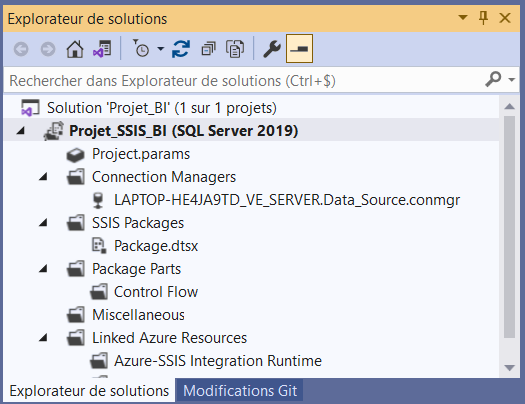 Explorateur de solutions
Rechercher dans Explorateur de solutions (Ctrl+$)
Solution 'Projet_BI' (1 sur 1 projets)
Projet_SSIS_BI (SQL Server 2019)
Project.params
Connection Managers
LAPTOP-HE4JA9TD_VE_SERVER.Data_Source.conmgr
SSIS Packages
Package.dtsx
Package Parts
Control Flow
Miscellaneous
Linked Azure Resources
Azure-SSIS Integration Runtime
Explorateur de solutions Modifications Git